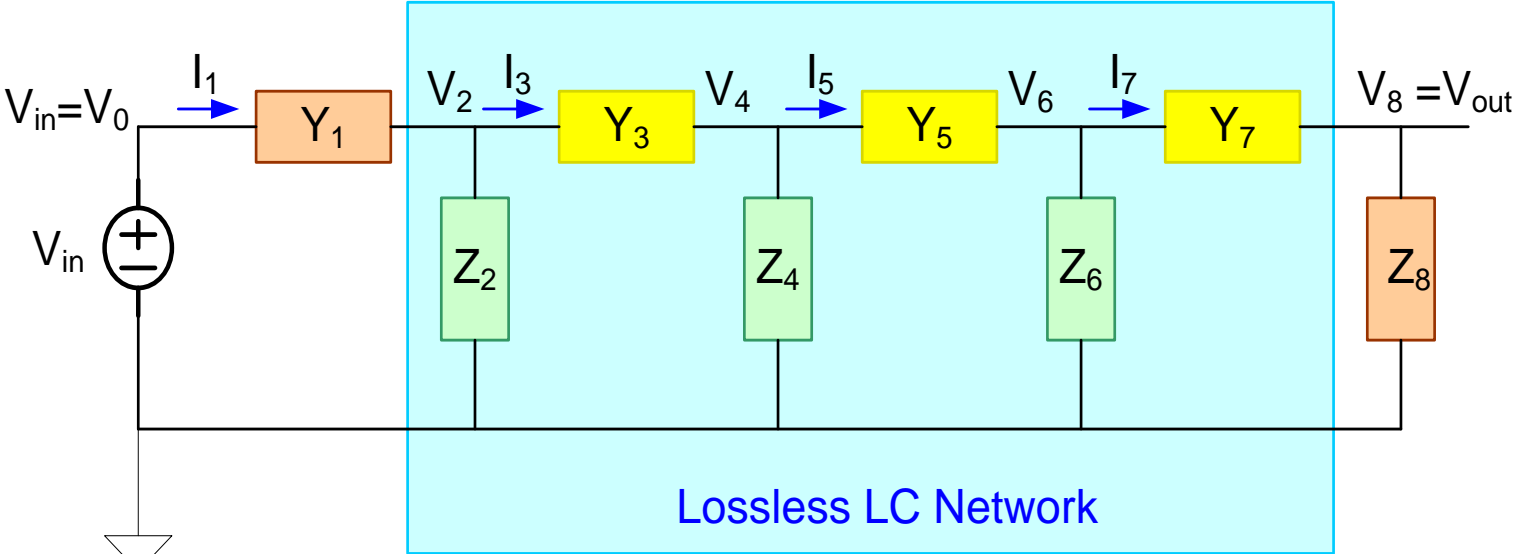 I₁
V₂
I₃
V₄
I₅
V₆
I₇
V₈ =Vₒᵤₜ
Vᵢₙ=V₀
Y₁
Y₃
Y₅
Y₇
+
−
Vᵢₙ
Z₂
Z₄
Z₆
Z₈
Lossless LC Network